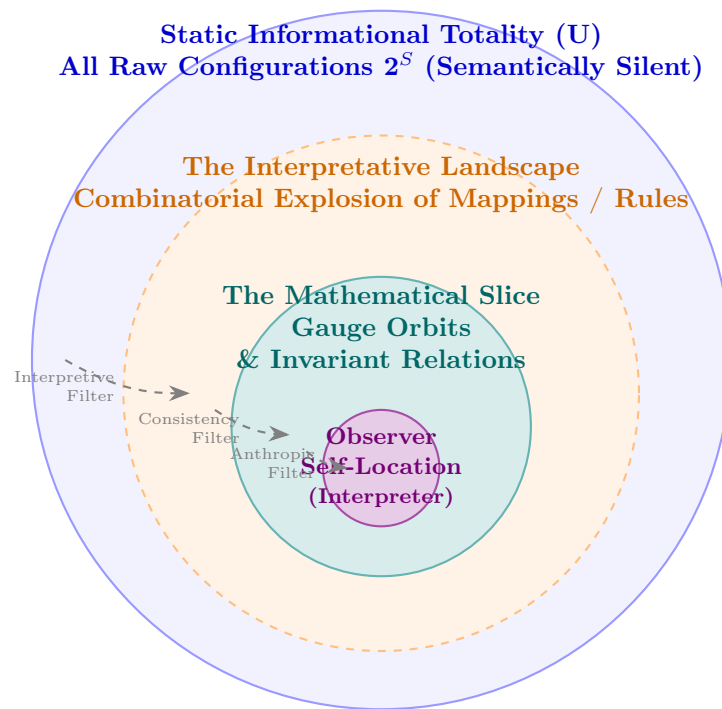 Static Informational Totality (U)
All Raw Configurations 2^S (Semantically Silent)
The Interpretative Landscape
Combinatorial Explosion of Mappings / Rules
The Mathematical Slice
Gauge Orbits
& Invariant Relations
Interpretive
Filter
Consistency
Filter
Anthropic
Filter
Observer
Self-Location
(Interpreter)